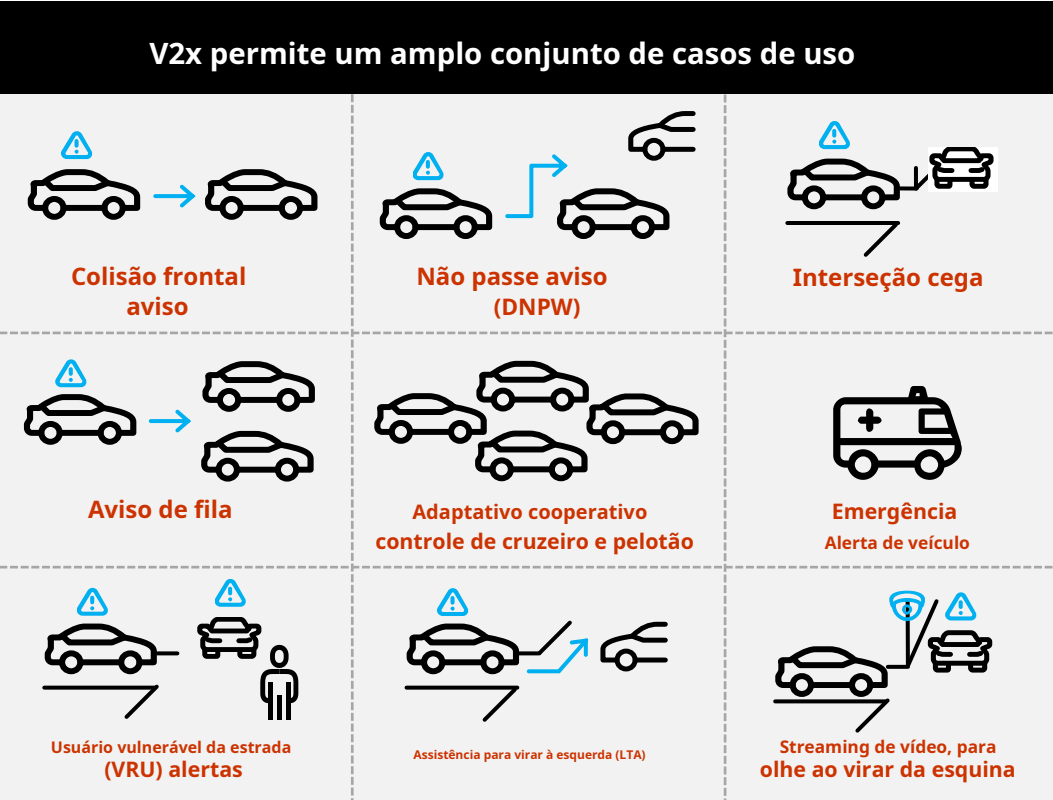 V2x permite um amplo conjunto de casos de uso
Colisão frontal
aviso
Não passe aviso
(DNPW)
Interseção cega
Aviso de fila
Adaptativo cooperativo
controle de cruzeiro e pelotão
Emergência
Alerta de veículo
Usuário vulnerável da estrada
(VRU) alertas
Assistência para virar à esquerda (LTA)
Streaming de vídeo, para
olhe ao virar da esquina